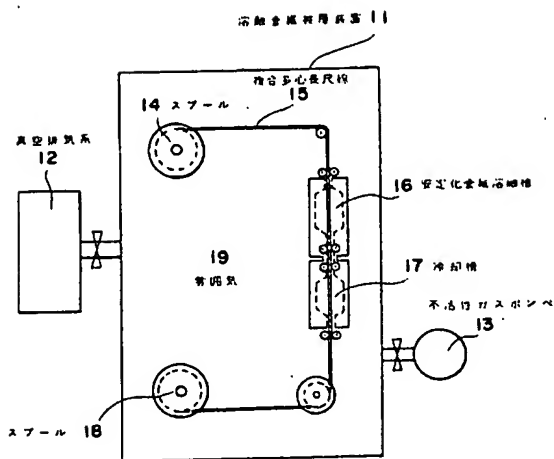 溶融金属被覆装置 11
複合多心長尺線
15
14 スプール
真空排気系
12
16 安定化金属溶融槽
19
雰囲気
17 冷却槽
不活性ガスボンベ
13
スプール 18